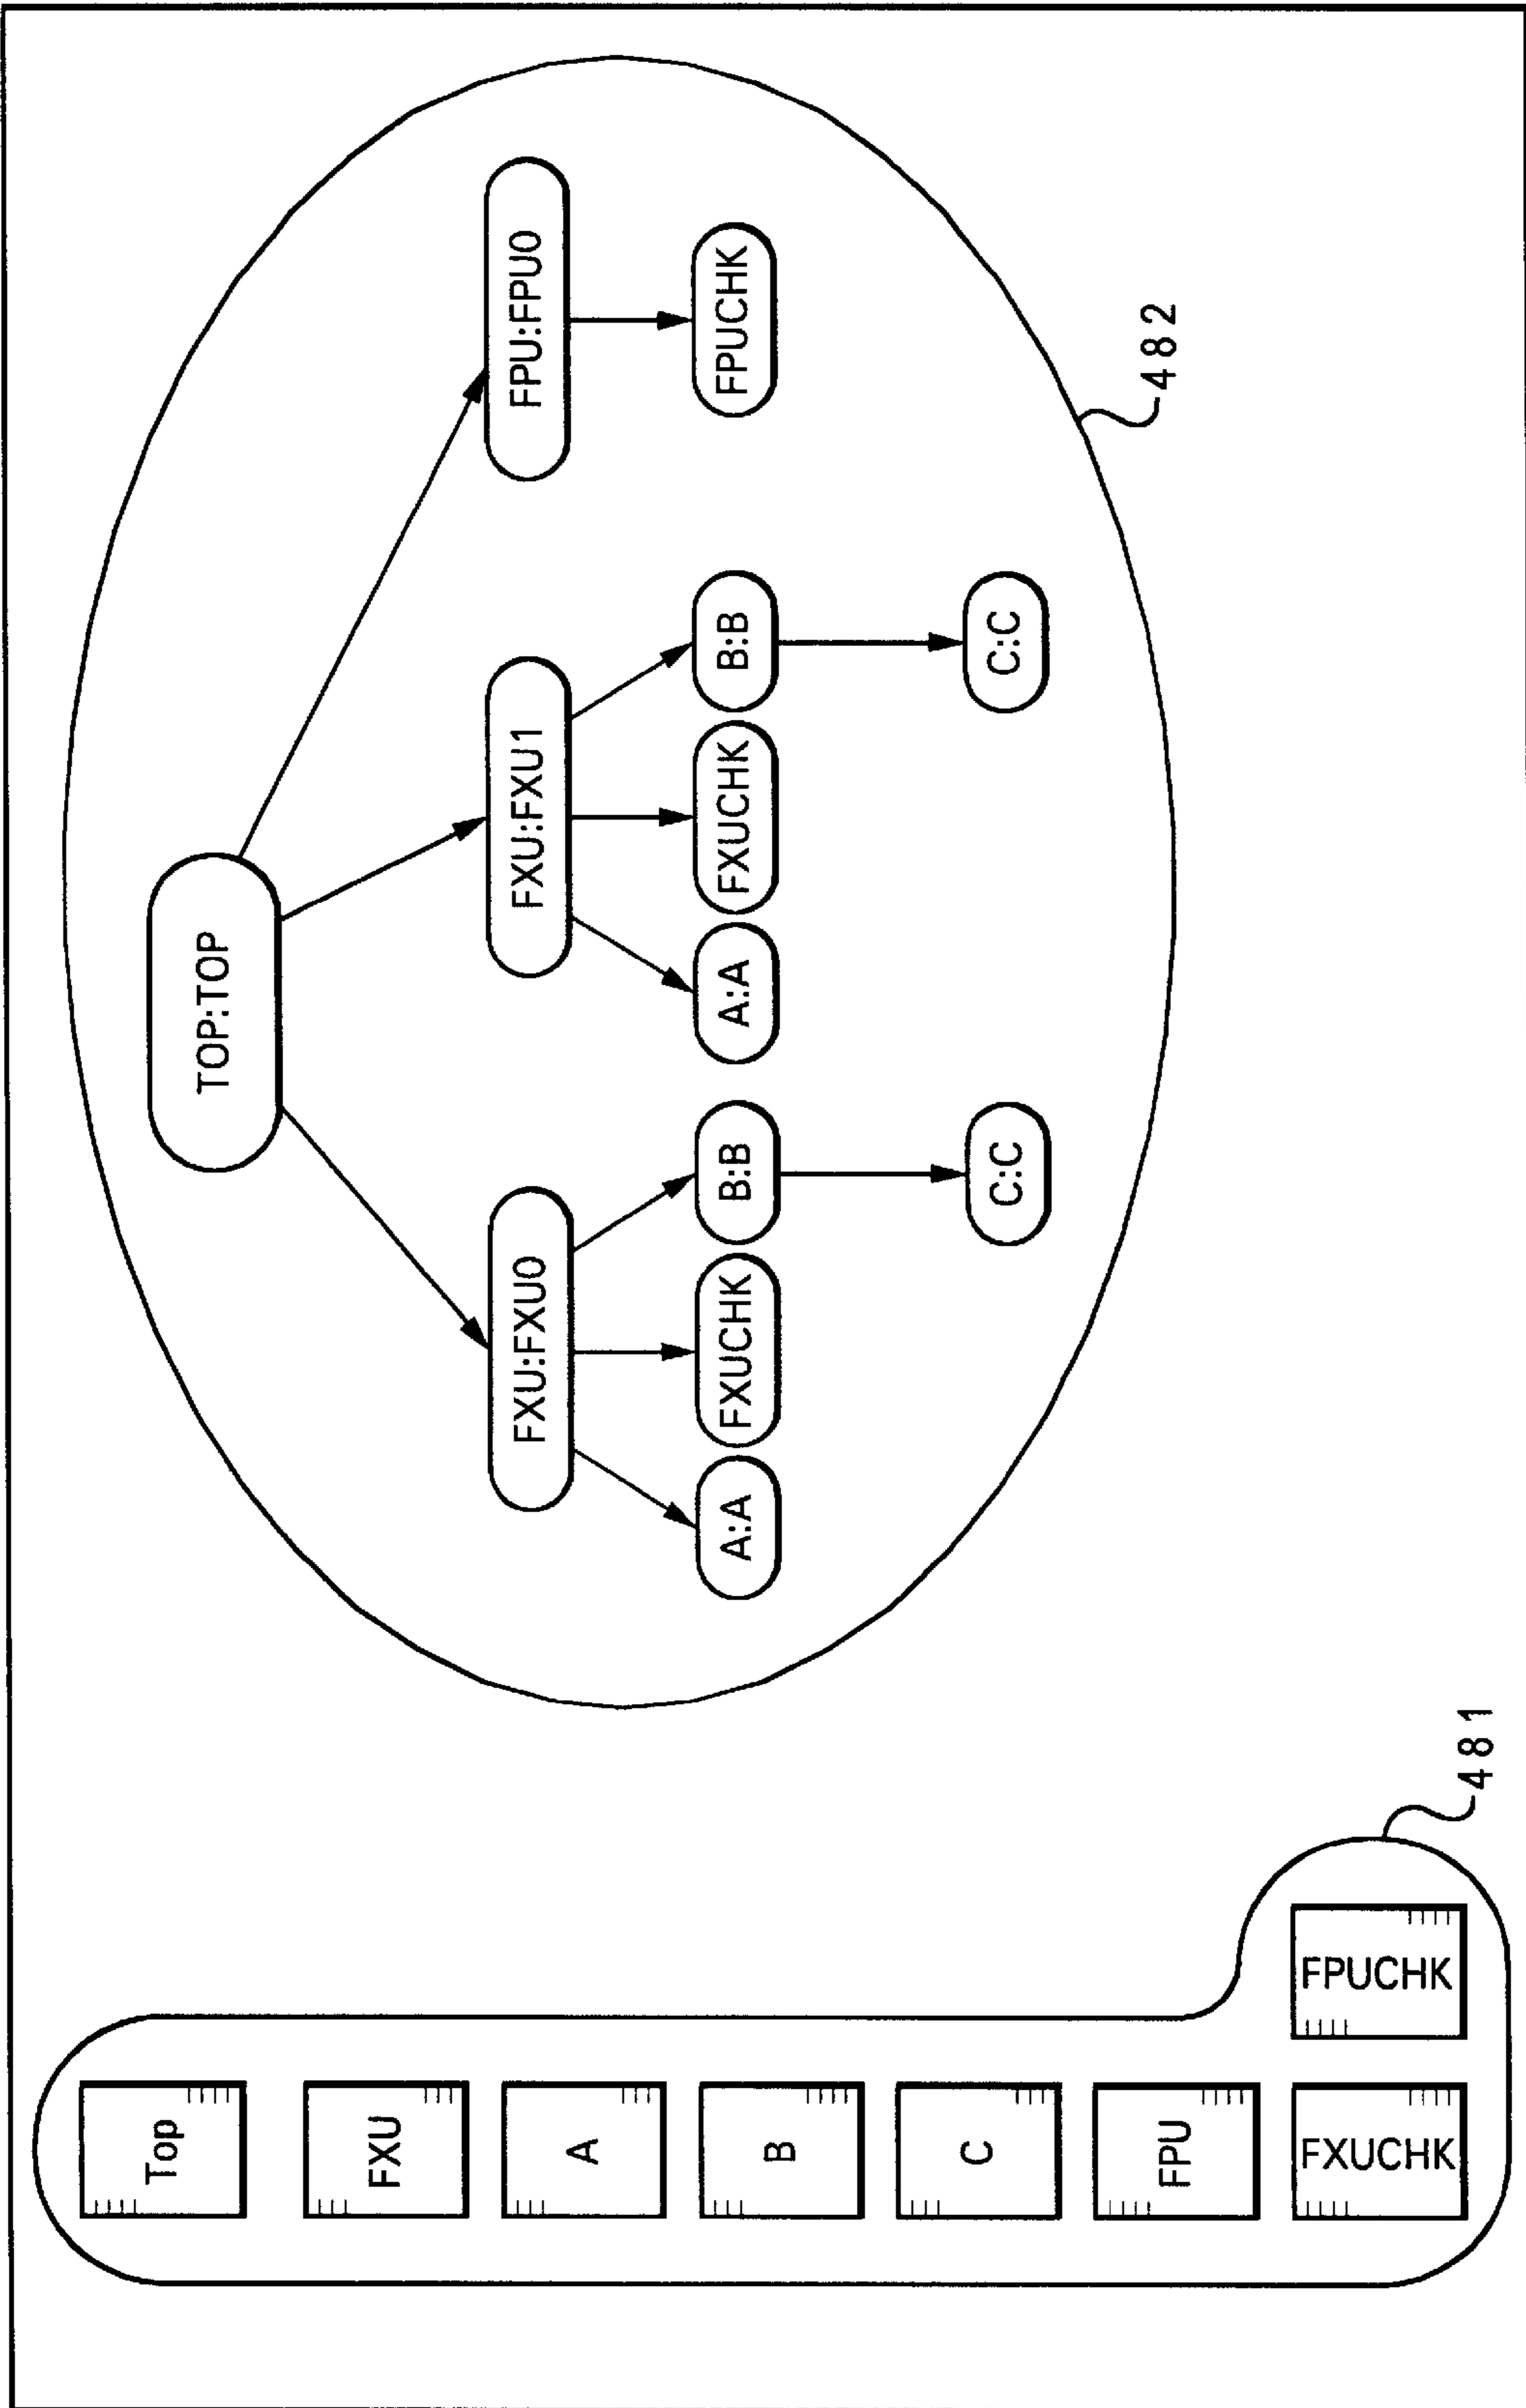 Top
FXU
A
B
C
FPU
FXUCHK
FPUCHK
481
TOP:TOP
FXU:FXU0
FXU:FXU1
FPU:FPU0
A:A
FXUCHK
B:B
A:A
FXUCHK
B:B
FPUCHK
C:C
C:C
482